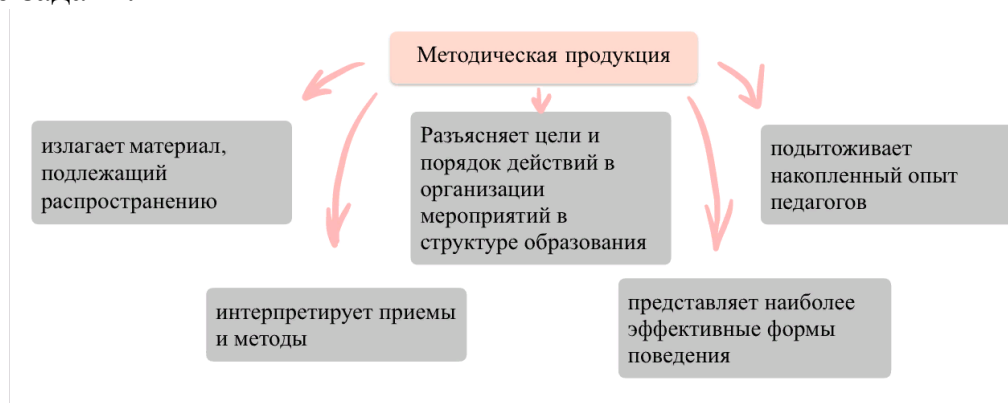 Методическая продукция
излагает материал,
подлежащий
распространению
Разъясняет цели и
порядок действий в
организации
мероприятий в
структуре образования
подытоживает
накопленный опыт
педагогов
интерпретирует приемы
и методы
представляет наиболее
эффективные формы
поведения